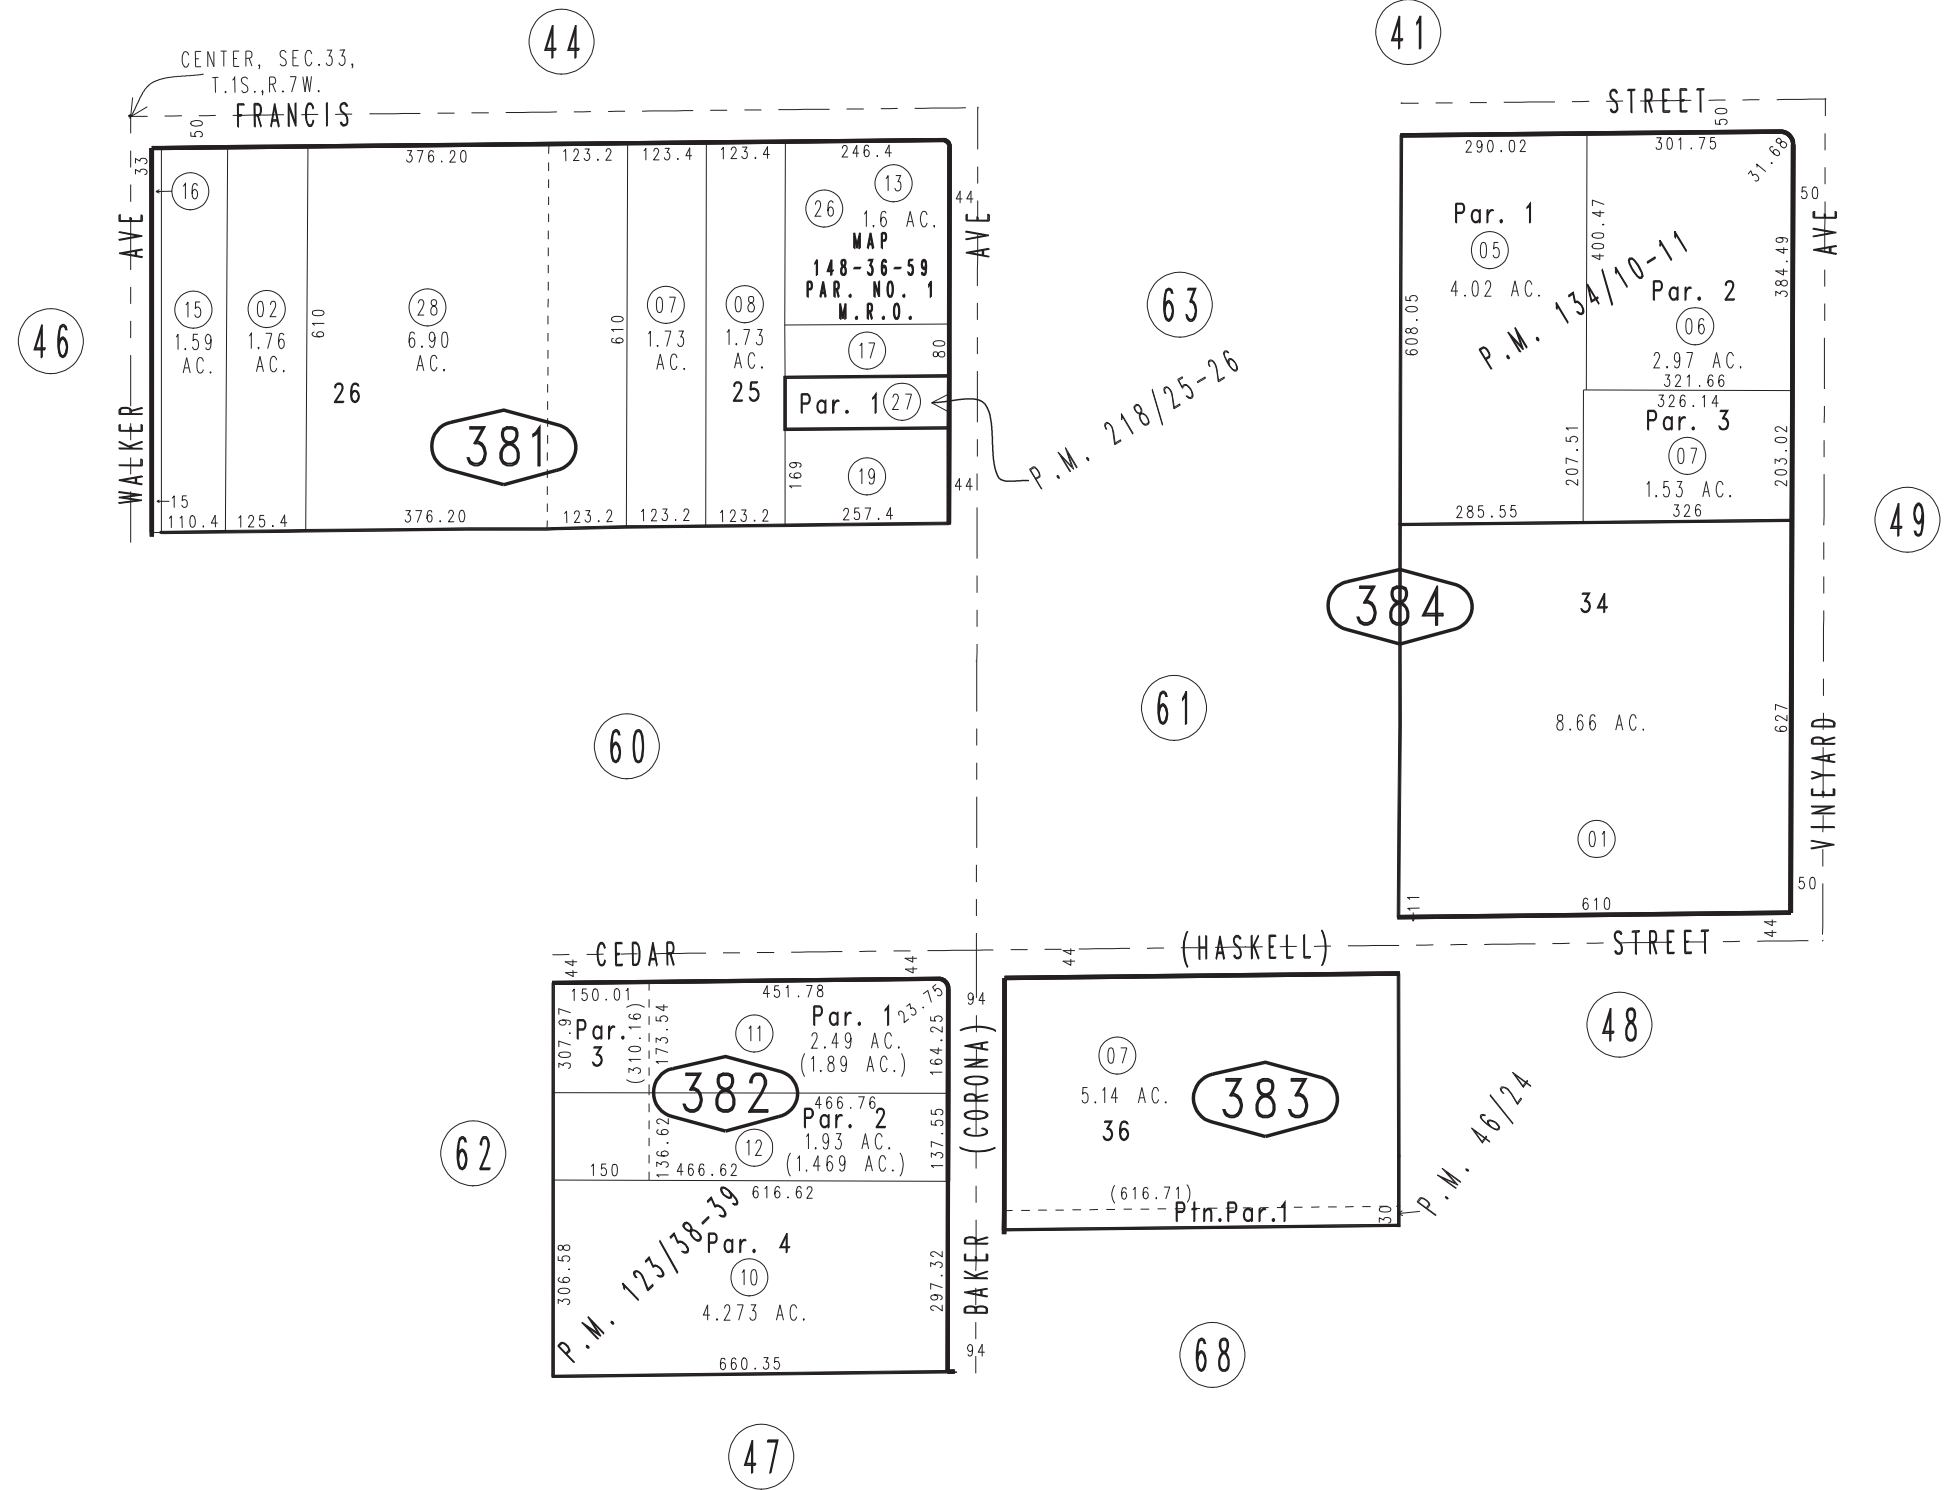 44
41
CENTER, SEC.33,
T.1S.,R.7W.
FRANCIS
STREET
50
50
33
376.20
123.2
123.4
123.4
246.4
290.02
301.75
31.68
16
13
26
1.6 AC.
MAP
148-36-59
PAR. NO. 1
M.R.O.
44
AVE
AVE
50
AVE
Par. 1
05
4.02 AC.
400.47
P.M. 134/10-11
384.49
Par. 2
06
2.97 AC.
321.66
46
15
1.59
AC.
02
1.76
AC.
610
28
6.90
AC.
610
07
1.73
AC.
08
1.73
AC.
17
80
63
608.05
26
25
Par. 1
27
P.M. 218/25-26
326.14
Par. 3
07
1.53 AC.
207.51
203.02
WALKER
381
169
19
44
15
110.4
125.4
376.20
123.2
123.2
123.2
257.4
285.55
326
49
384
34
60
61
8.66 AC.
627
VINEYARD
01
50
11
610
44
CEDAR
(HASKELL)
STREET
44
44
44
150.01
451.78
23.75
94
307.97
Par.
3
(310.16)
173.54
11
Par. 1
2.49 AC.
(1.89 AC.)
164.25
(CORONA)
07
5.14 AC.
36
383
48
382
466.76
Par. 2
1.93 AC.
(1.469 AC.)
12
136.62
137.55
150
466.62
62
616.62
(616.71)
Ptn.Par.1
30
P.M. 46/24
P.M. 123/38-39
Par. 4
10
4.273 AC.
306.58
297.32
BAKER
660.35
94
68
47